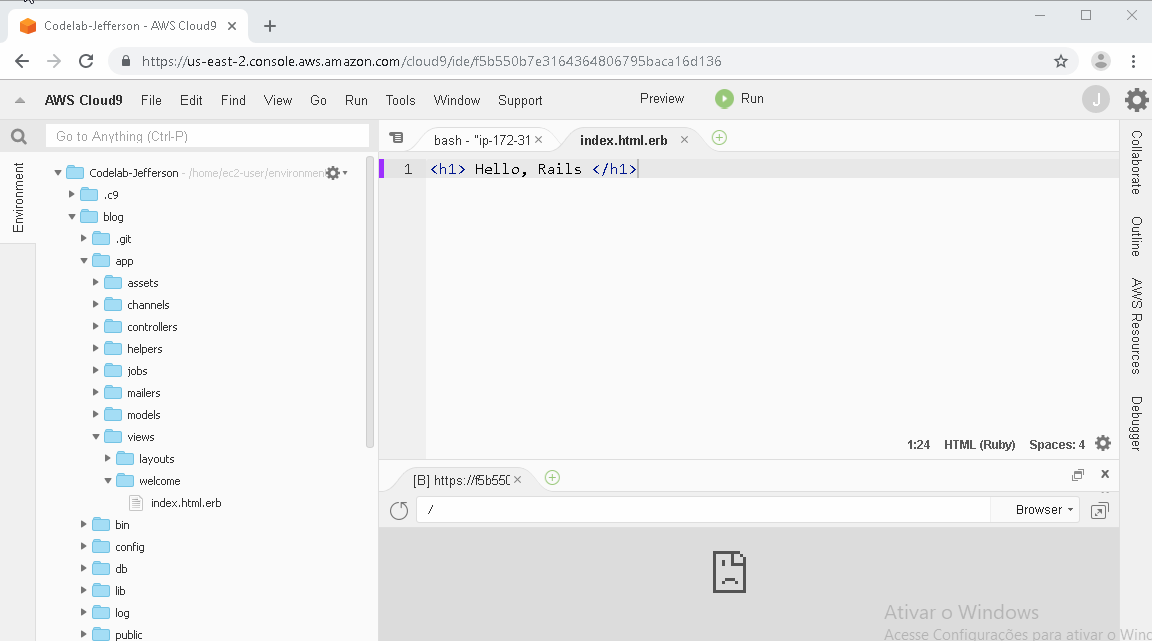 Codelab-Jefferson - AWS Cloud9
https://us-east-2.console.aws.amazon.com/cloud9/ide/f5b550b7e3164364806795baca16d136
AWS Cloud9 File Edit Find View Go Run Tools Window Support Preview Run J
Go to Anything (Ctrl-P)
bash - "ip-172-31
index.html.erb
Environment
Codelab-Jefferson - /home/ec2-user/environmen
.c9
blog
.git
app
assets
channels
controllers
helpers
jobs
mailers
models
views
layouts
welcome
index.html.erb
bin
config
db
lib
log
public
1 <h1> Hello, Rails </h1>
1:24 HTML (Ruby) Spaces: 4
[B] https://f5b550
/
Browser
Collaborate
Outline
AWS Resources
Debugger
Ativar o Windows
Acesse Configurações para ativar o Winc